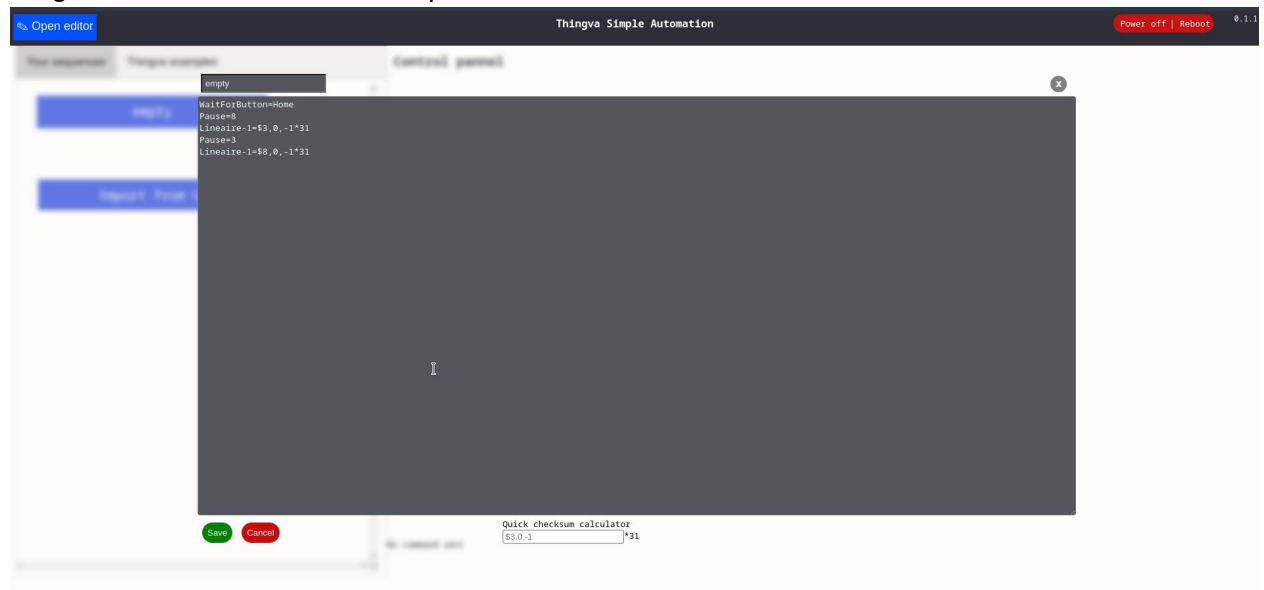 ✎ Open editor
Thingva Simple Automation
Power off | Reboot
0.1.1
Your sequences
Thingva examples
Control pannel
empty
X
empty
WaitForButton=Home
Pause=8
Lineaire-1=$3,0,-1*31
Pause=3
Lineaire-1=$8,0,-1*31
Import from
Save
Cancel
Quick checksum calculator
$3,0,-1
*31
No command sent